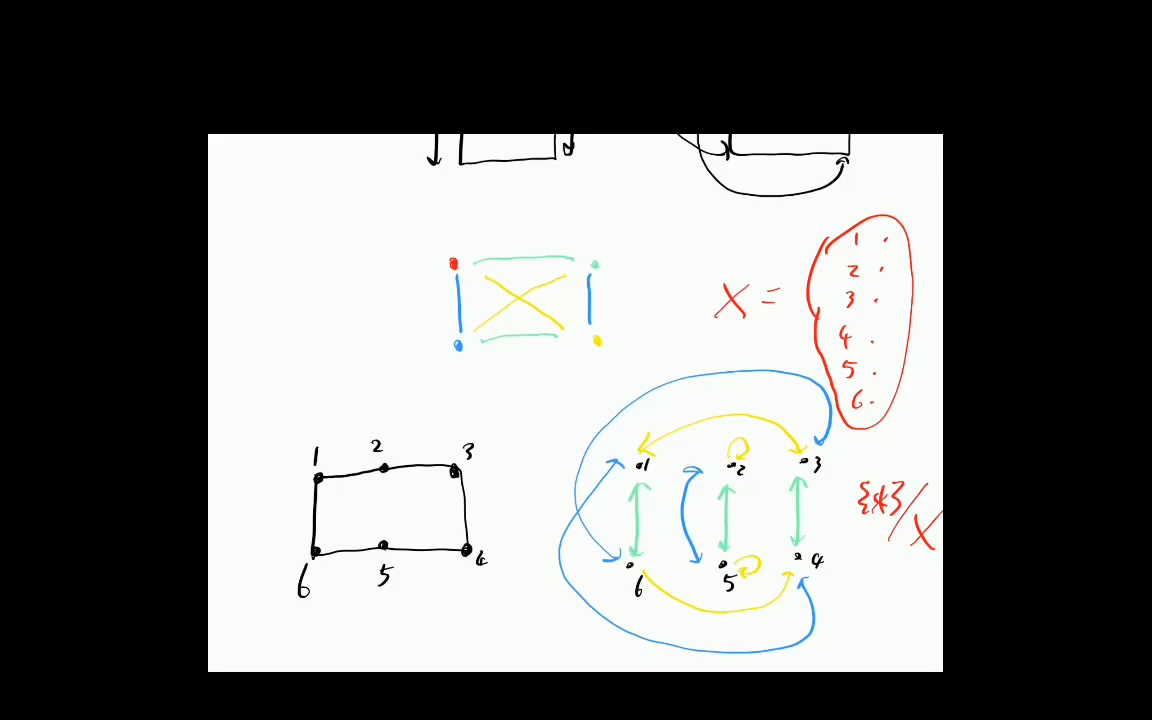 X =
1 .
2 .
3 .
4 .
5 .
6 .
1 2 3
6 5 4
1 2 3
6 5 4
{*}/X